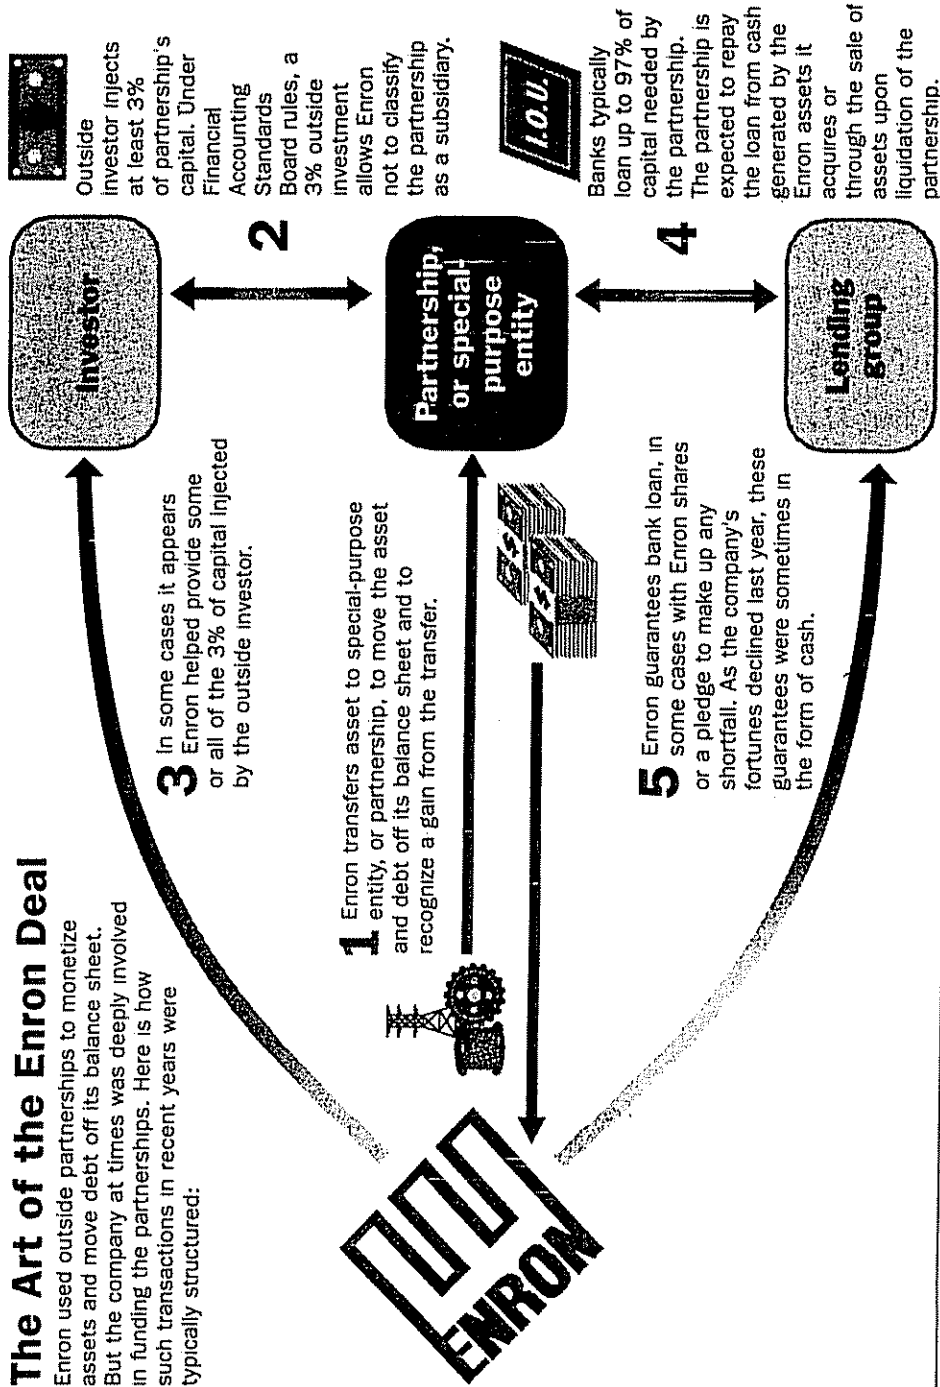 The Art of the Enron Deal
Enron used outside partnerships to monetize
assets and move debt off its balance sheet.
But the company at times was deeply involved
in funding the partnerships. Here is how
such transactions in recent years were
typically structured:
ENRON
1 Enron transfers asset to special-purpose
entity, or partnership, to move the asset
and debt off its balance sheet and to
recognize a gain from the transfer.
Investor
2
Outside
investor injects
at least 3%
of partnership's
capital. Under
Financial
Accounting
Standards
Board rules, a
3% outside
investment
allows Enron
not to classify
the partnership
as a subsidiary.
3 In some cases it appears
Enron helped provide some
or all of the 3% of capital injected
by the outside investor.
Partnership,
or special-
purpose
entity
4
I.O.U.
Banks typically
loan up to 97% of
capital needed by
the partnership.
The partnership is
expected to repay
the loan from cash
generated by the
Enron assets it
acquires or
through the sale of
assets upon
liquidation of the
partnership.
Lending
group
5 Enron guarantees bank loan, in
some cases with Enron shares
or a pledge to make up any
shortfall. As the company's
fortunes declined last year, these
guarantees were sometimes in
the form of cash.
$
$